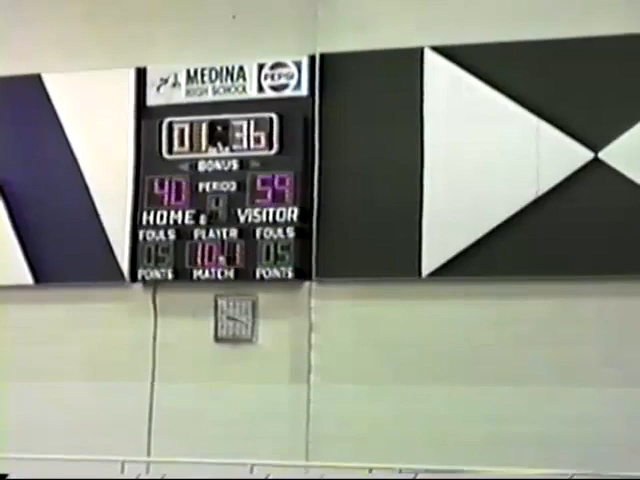 MEDINA
HIGH SCHOOL
PEPSI
01:36
BONUS
40 PERIOD 59
4
HOME VISITOR
FOULS PLAYER FOULS
05 10.1 05
POINTS MATCH POINTS